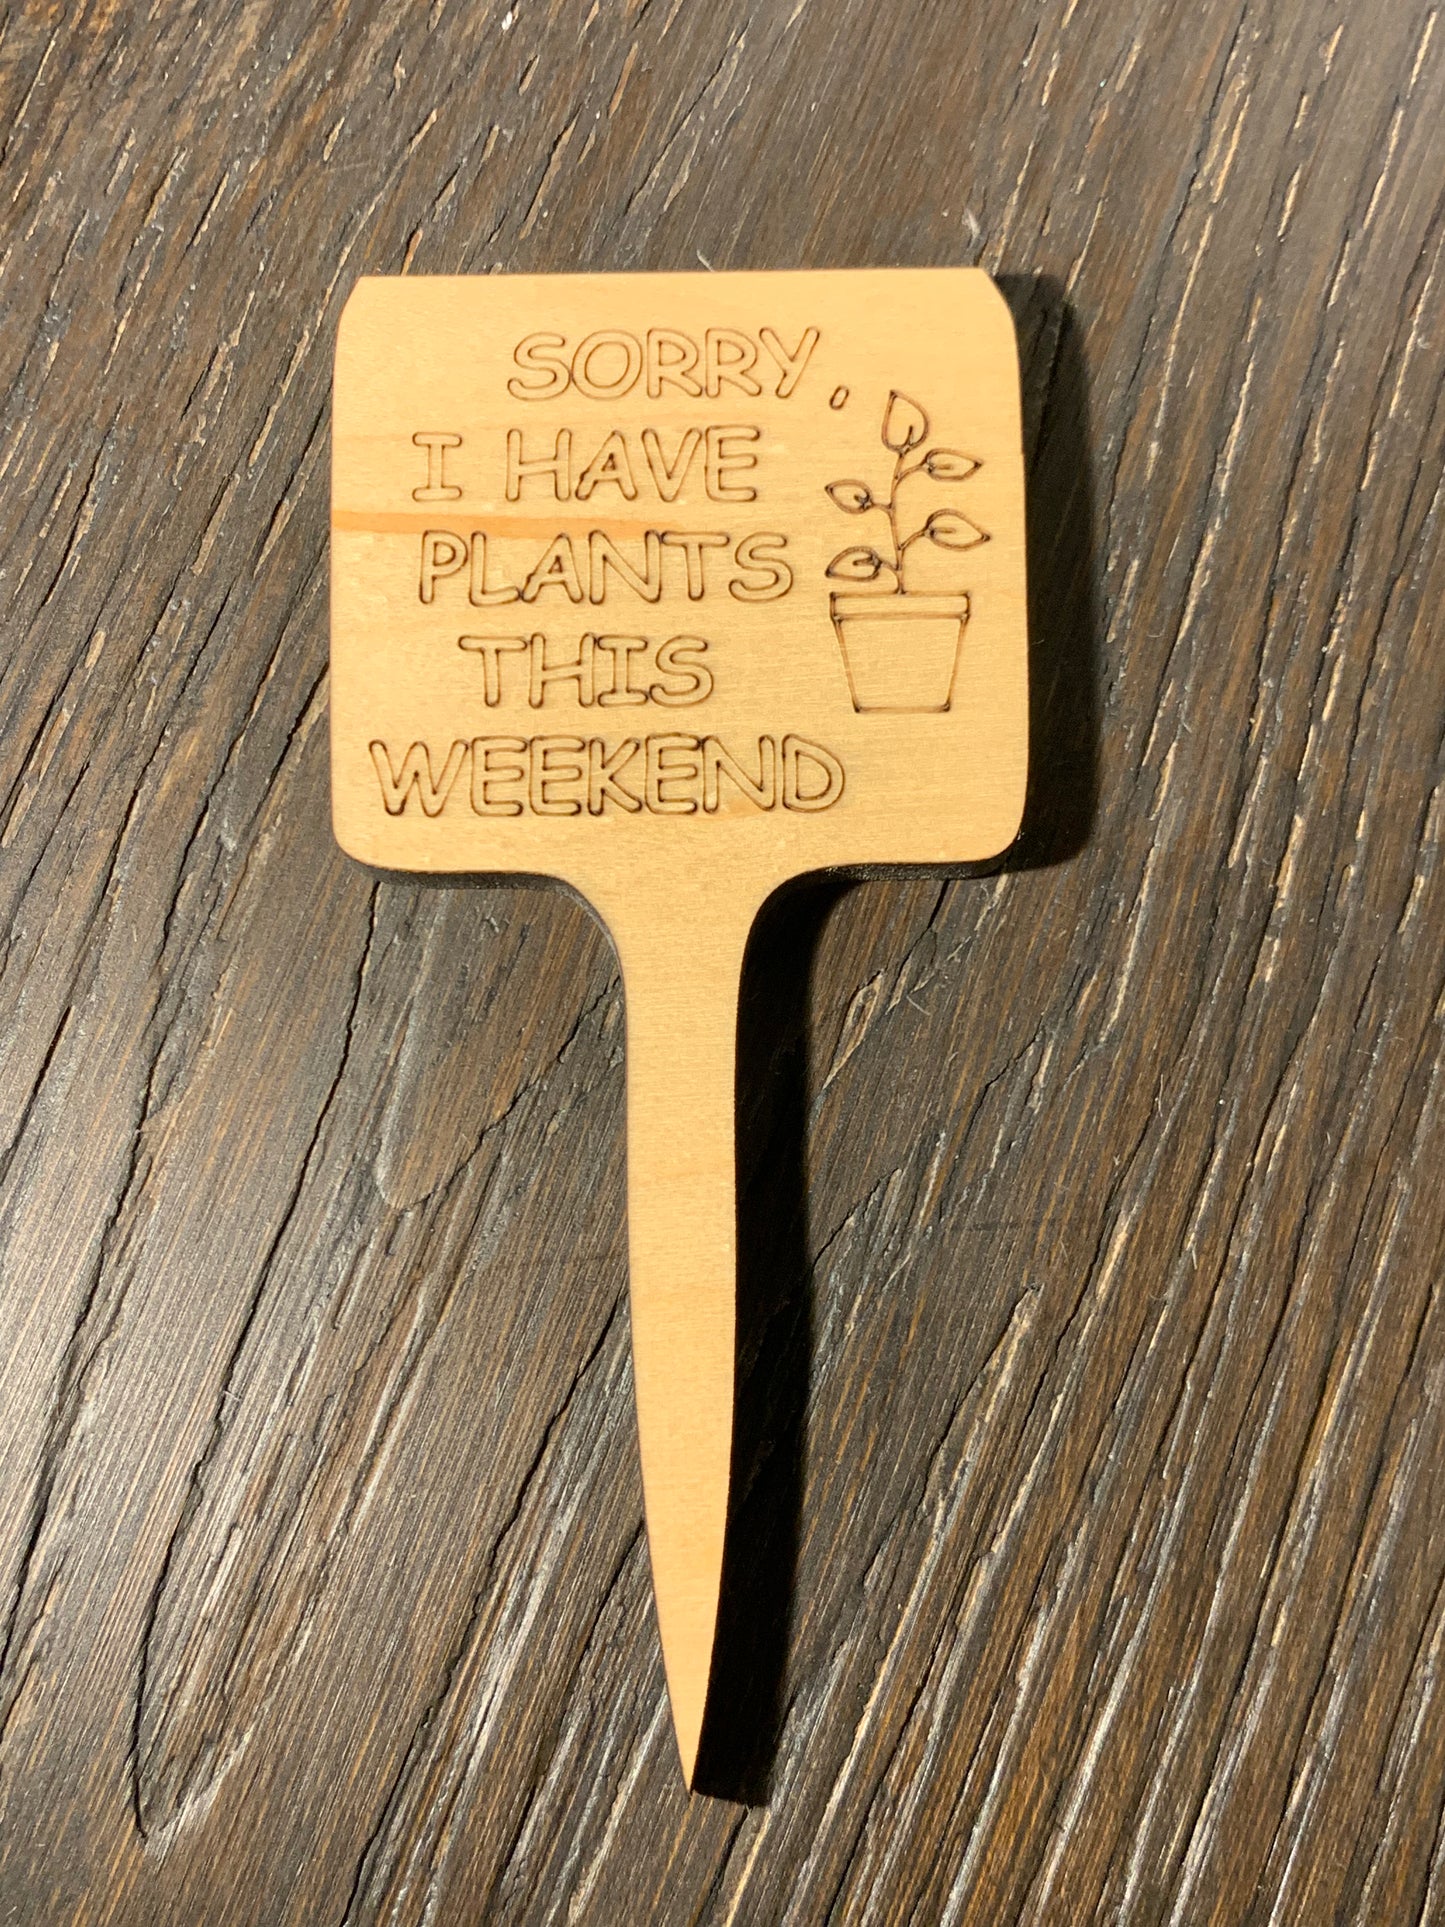 SORRY,
I HAVE
PLANTS
THIS
WEEKEND